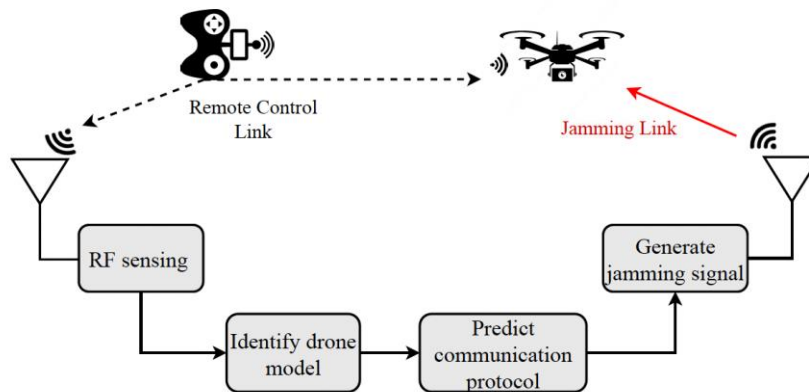 Remote Control
Link
Jamming Link
RF sensing
Generate
jamming signal
Identify drone
model
Predict
communication
protocol